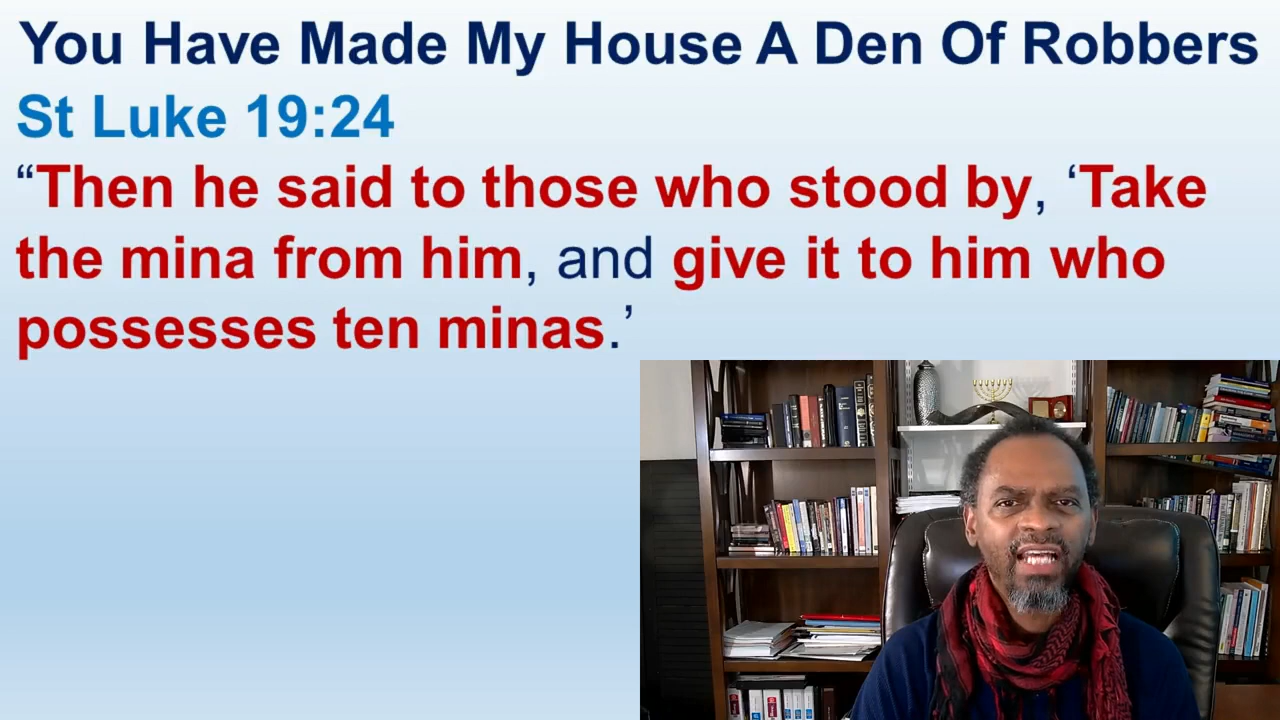 You Have Made My House A Den Of Robbers
St Luke 19:24
“Then he said to those who stood by, ‘Take
the mina from him, and give it to him who
possesses ten minas.’